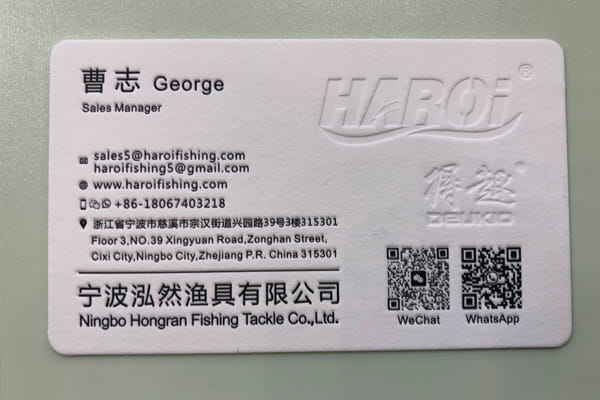 曹志 George
Sales Manager
HAROi®
sales5@haroifishing.com
haroifishing5@gmail.com
www.haroifishing.com
+86-18067403218
得趣®
DEUKIO
浙江省宁波市慈溪市宗汉街道兴园路39号3楼315301
Floor 3,NO.39 Xingyuan Road,Zonghan Street,
Cixi City,Ningbo City,Zhejiang P.R. China 315301
宁波泓然渔具有限公司
Ningbo Hongran Fishing Tackle Co.,Ltd.
WeChat
WhatsApp